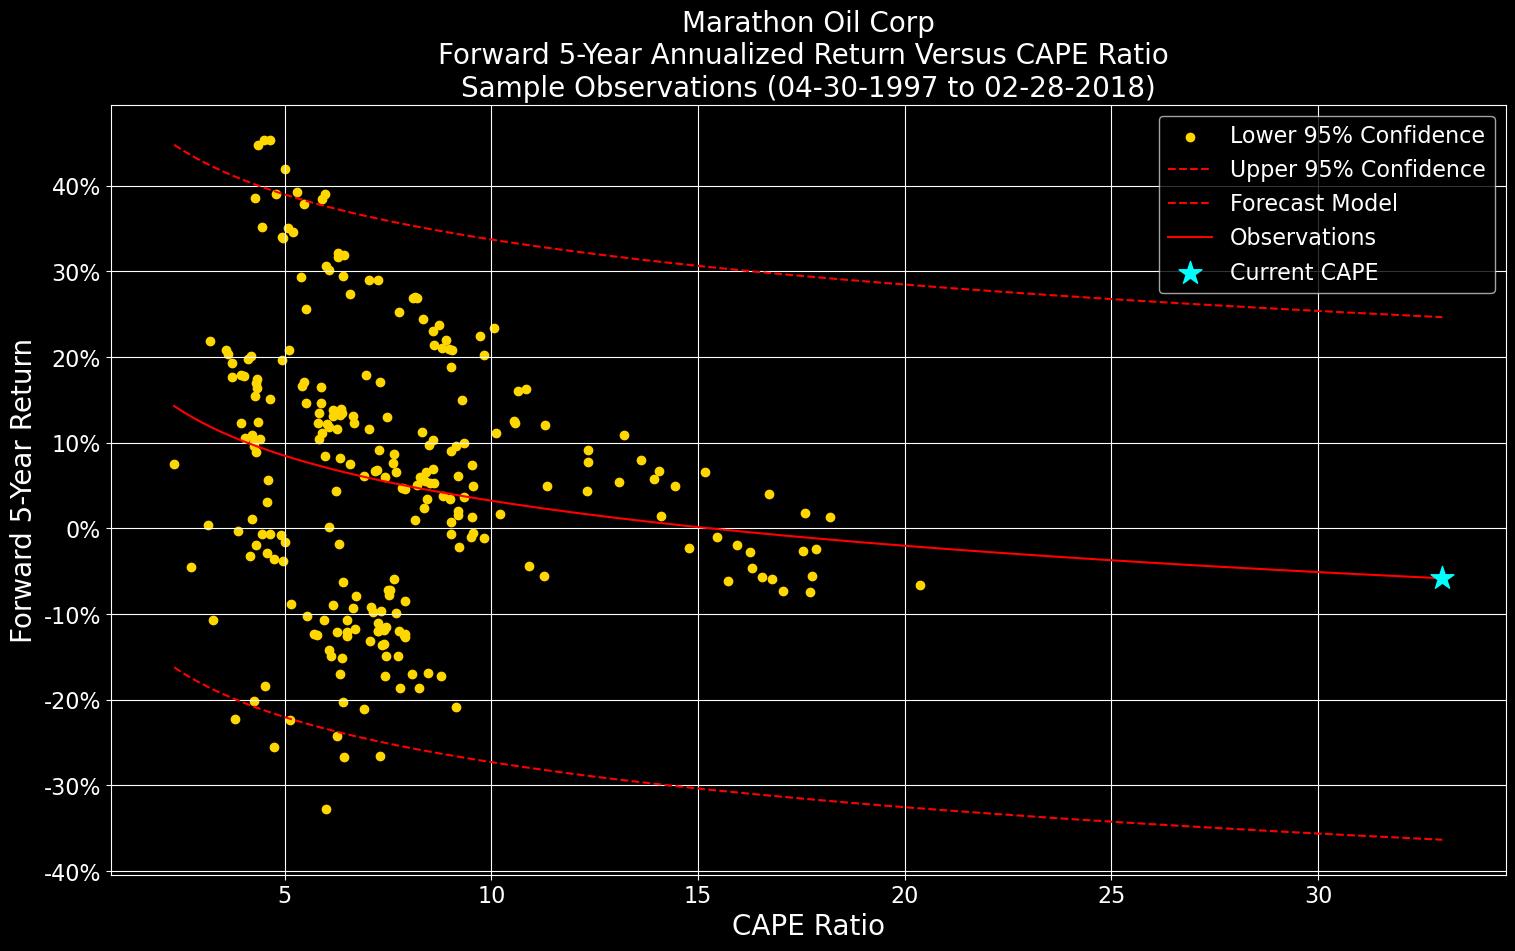 Marathon Oil Corp
Forward 5-Year Annualized Return Versus CAPE Ratio
Sample Observations (04-30-1997 to 02-28-2018)
Lower 95% Confidence
Upper 95% Confidence
Forecast Model
Observations
Current CAPE
Forward 5-Year Return
40%
30%
20%
10%
0%
-10%
-20%
-30%
-40%
5 10 15 20 25 30
CAPE Ratio